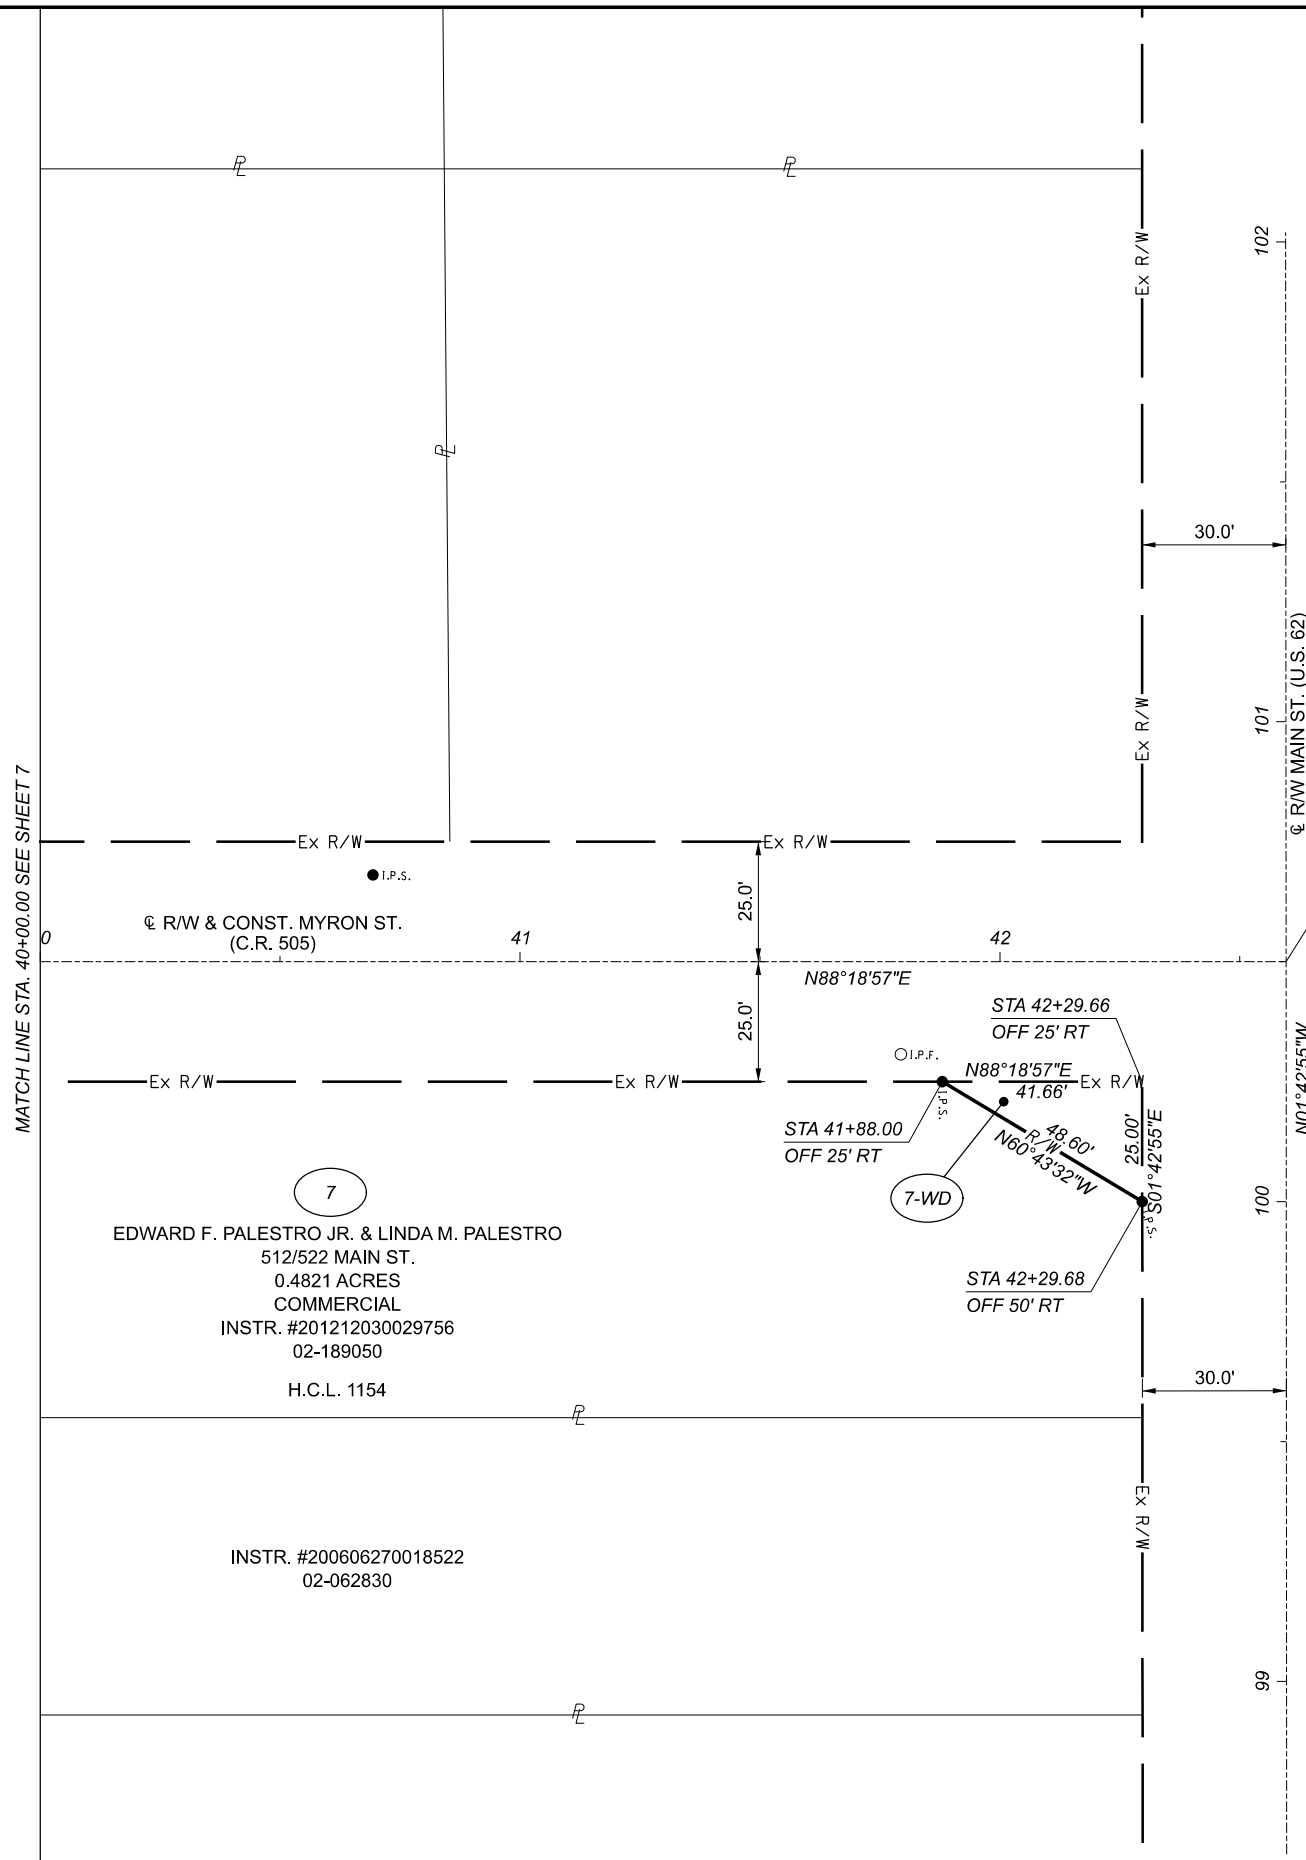 102
Ex R/W
30.0'
℄ R/W MAIN ST. (U.S. 62)
101
Ex R/W
MATCH LINE STA. 40+00.00 SEE SHEET 7
Ex R/W
Ex R/W
I.P.S.
25.0'
℄ R/W & CONST. MYRON ST.
(C.R. 505)
0
41
42
N88°18'57"E
25.0'
STA 42+29.66
OFF 25' RT
N01°42'55"W
I.P.F.
N88°18'57"E
41.66'
Ex R/W
Ex R/W
Ex R/W
I.P.S.
STA 41+88.00
OFF 25' RT
48.60'
R/W
N60°43'32"W
25.00'
S01°42'55"E
I.P.S.
100
7-WD
7
EDWARD F. PALESTRO JR. & LINDA M. PALESTRO
512/522 MAIN ST.
0.4821 ACRES
COMMERCIAL
INSTR. #201212030029756
02-189050
H.C.L. 1154
STA 42+29.68
OFF 50' RT
30.0'
PL
PL
PL
PL
Ex R/W
INSTR. #200606270018522
02-062830
99
PL